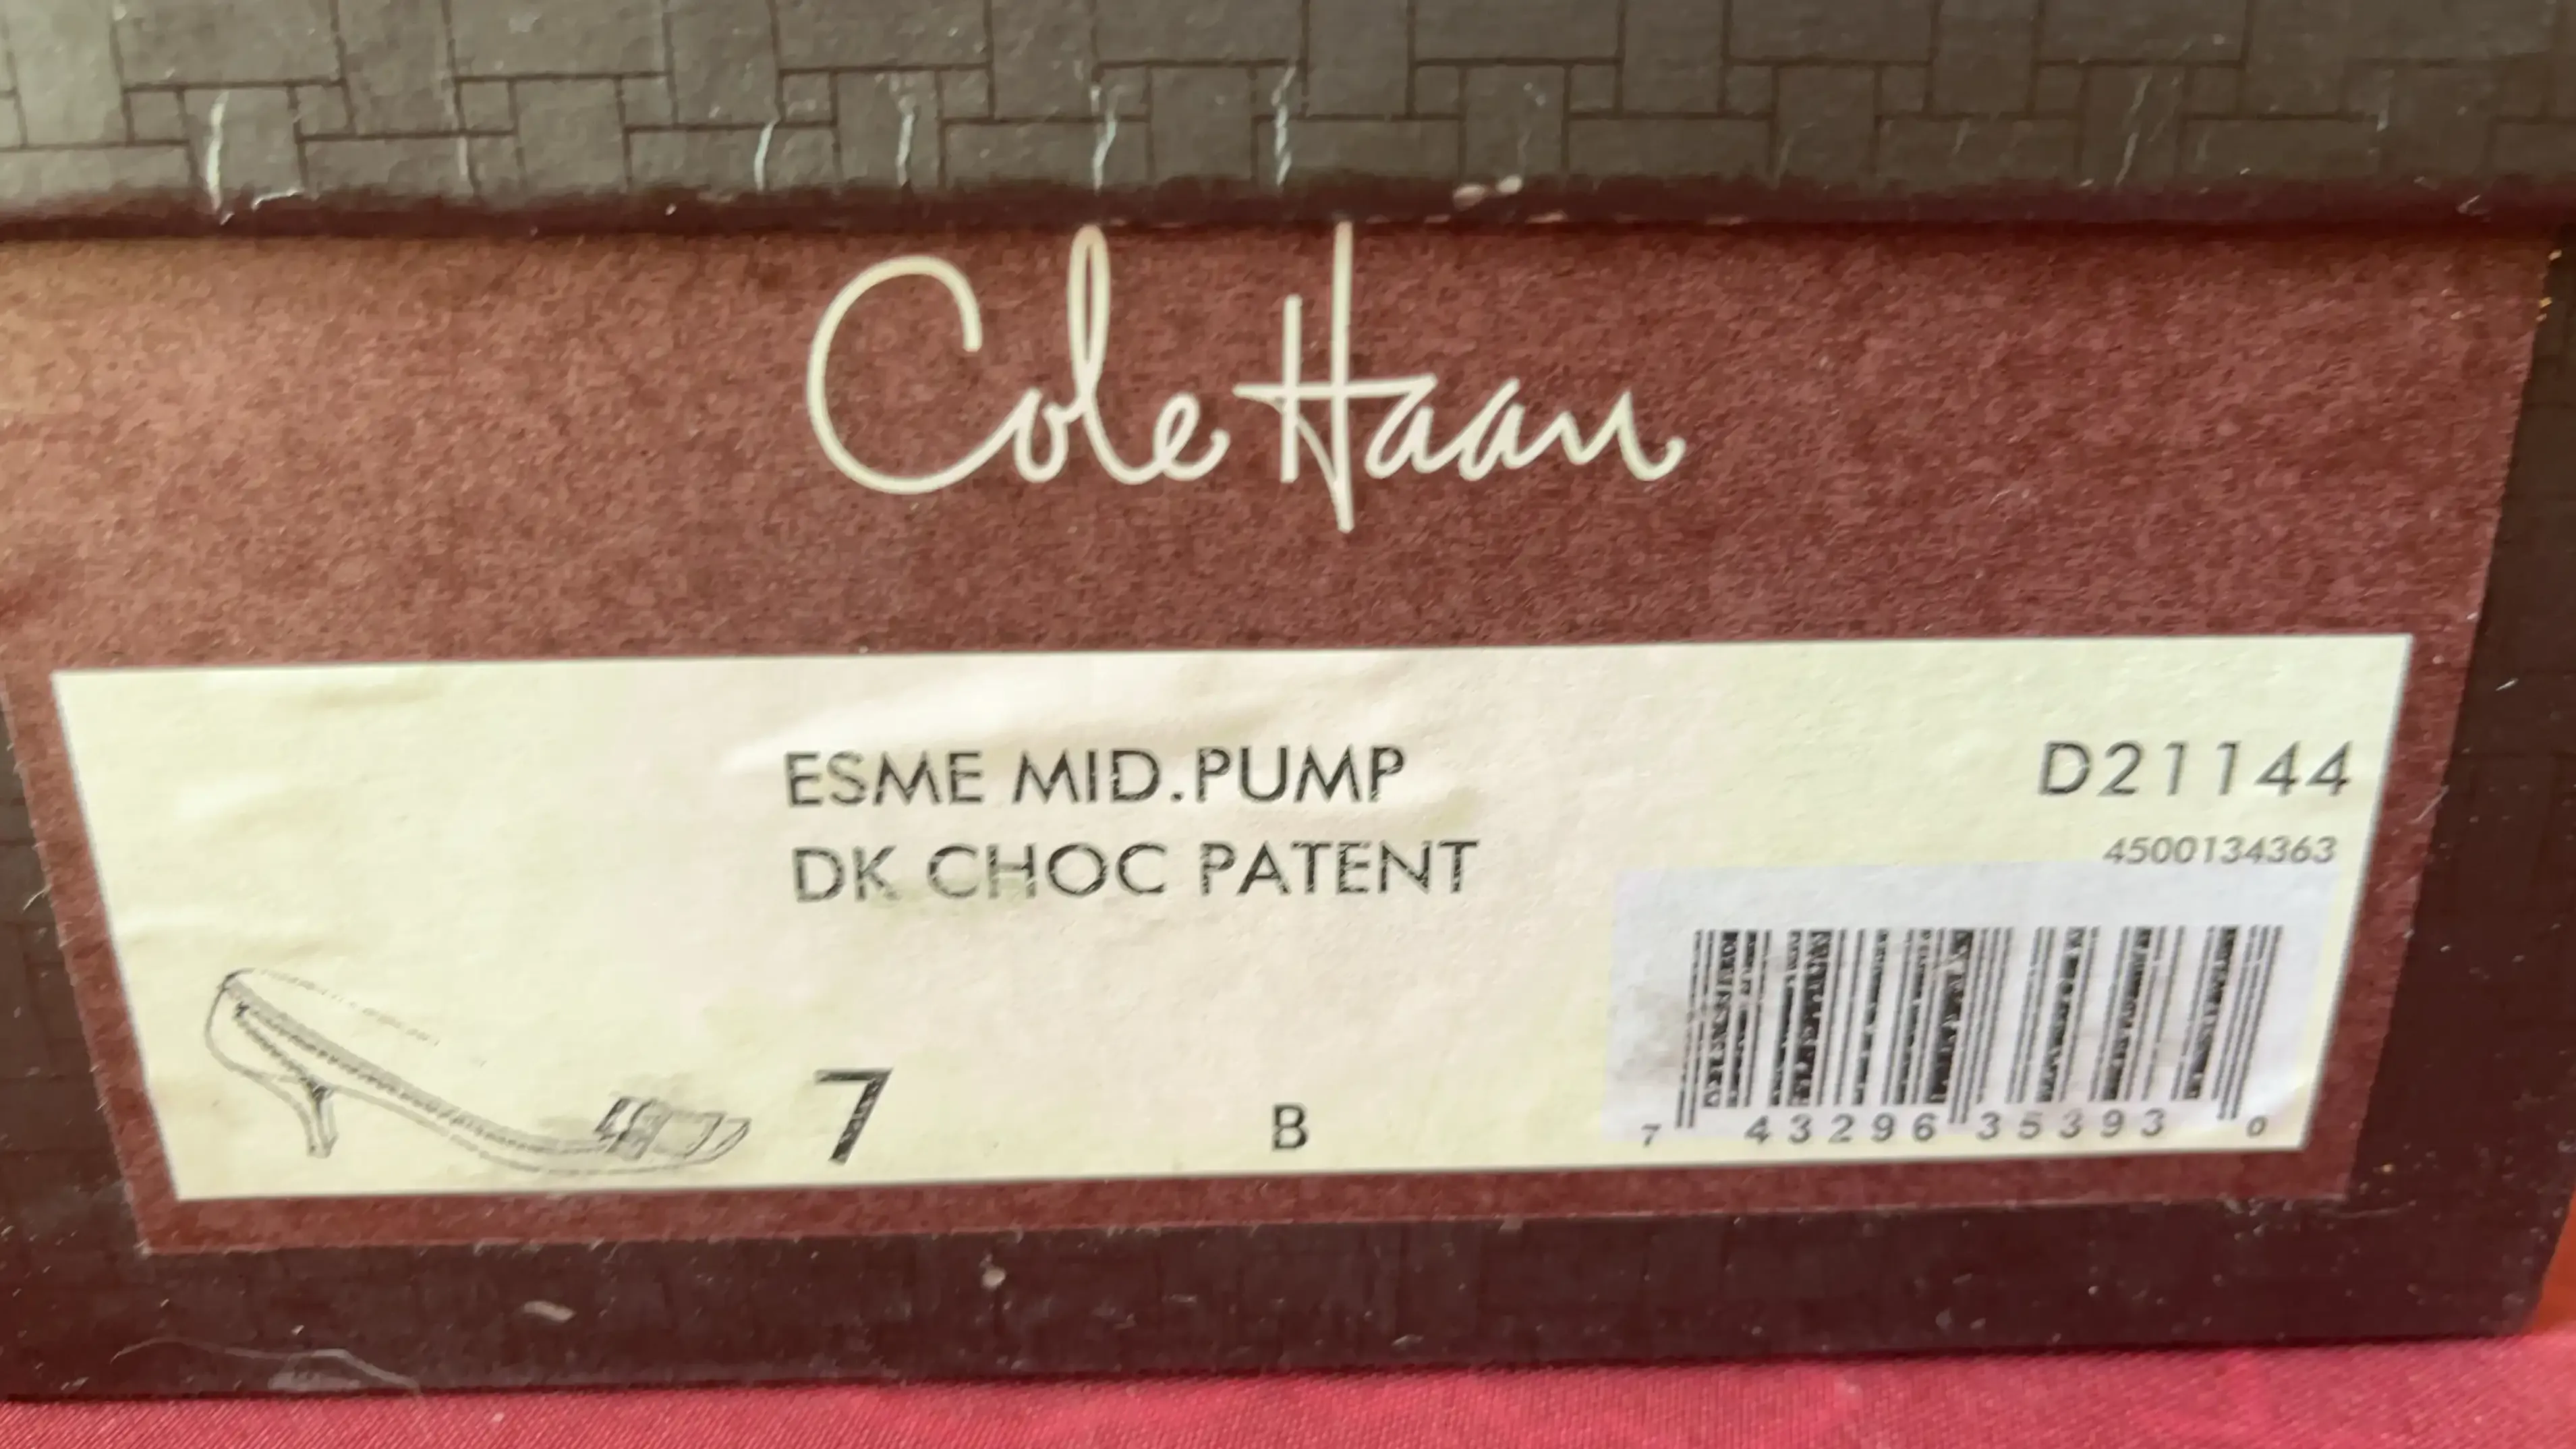 Cole Haan
ESME MID.PUMP
D21144
DK CHOC PATENT
4500134363
7
B
7 43296 35393 0